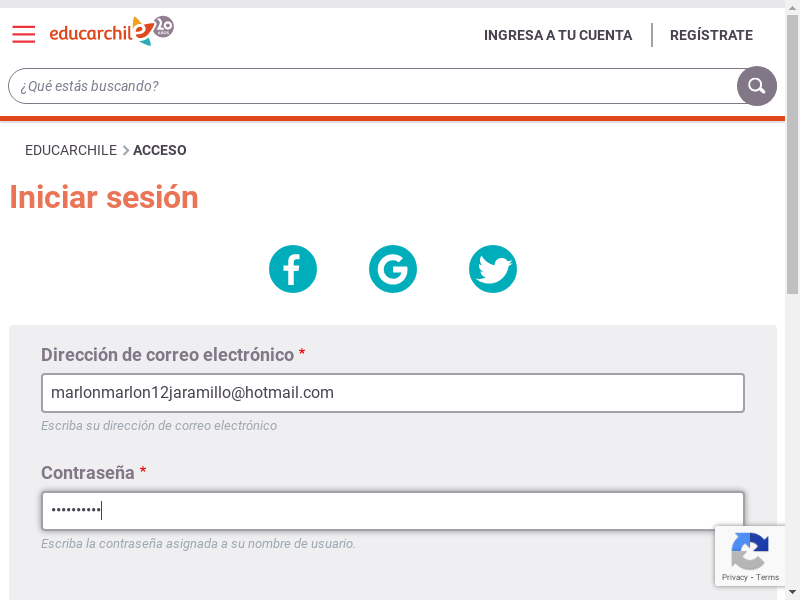 educarchile 20 AÑOS
INGRESA A TU CUENTA
REGÍSTRATE
¿Qué estás buscando?
EDUCARCHILE > ACCESO
Iniciar sesión
Dirección de correo electrónico *
marlonmarlon12jaramillo@hotmail.com
Escriba su dirección de correo electrónico
Contraseña *
••••••••••
Escriba la contraseña asignada a su nombre de usuario.
Privacy - Terms